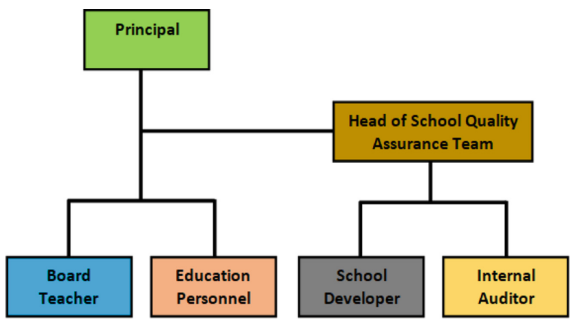 Principal
Head of School Quality
Assurance Team
Board
Teacher
Education
Personnel
School
Developer
Internal
Auditor